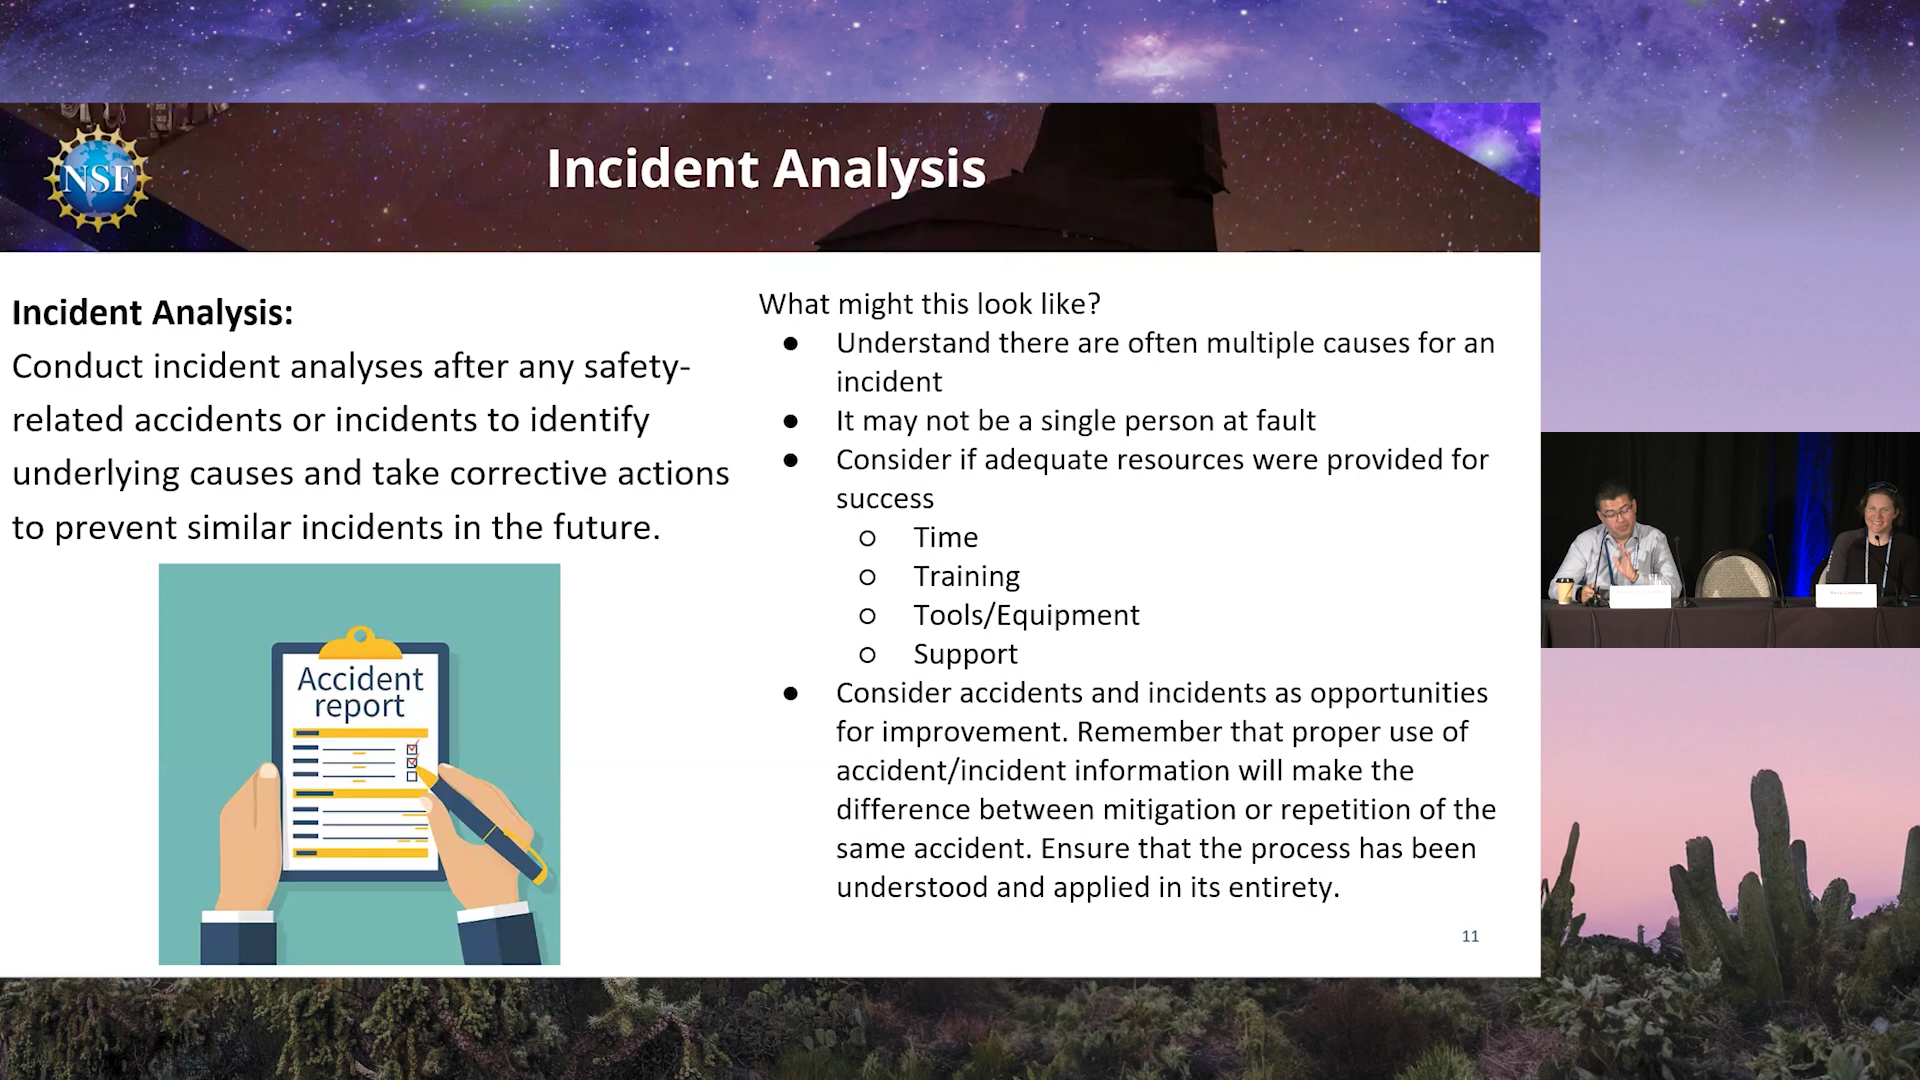 NSF
Incident Analysis
Incident Analysis:
Conduct incident analyses after any safety-
related accidents or incidents to identify
underlying causes and take corrective actions
to prevent similar incidents in the future.
Accident
report
What might this look like?
● Understand there are often multiple causes for an
incident
● It may not be a single person at fault
● Consider if adequate resources were provided for
success
○ Time
○ Training
○ Tools/Equipment
○ Support
● Consider accidents and incidents as opportunities
for improvement. Remember that proper use of
accident/incident information will make the
difference between mitigation or repetition of the
same accident. Ensure that the process has been
understood and applied in its entirety.
11